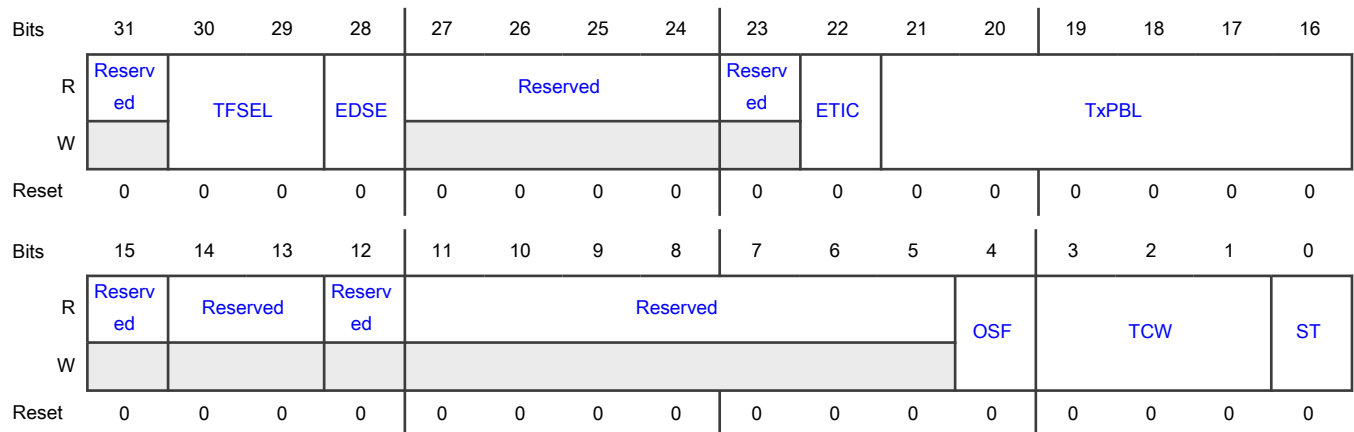 Bits 31 30 29 28 27 26 25 24 23 22 21 20 19 18 17 16
R Reserv
ed TFSEL EDSE Reserved Reserv
ed ETIC TxPBL
W
Reset 0 0 0 0 0 0 0 0 0 0 0 0 0 0 0 0
Bits 15 14 13 12 11 10 9 8 7 6 5 4 3 2 1 0
R Reserv
ed Reserved Reserv
ed Reserved OSF TCW ST
W
Reset 0 0 0 0 0 0 0 0 0 0 0 0 0 0 0 0